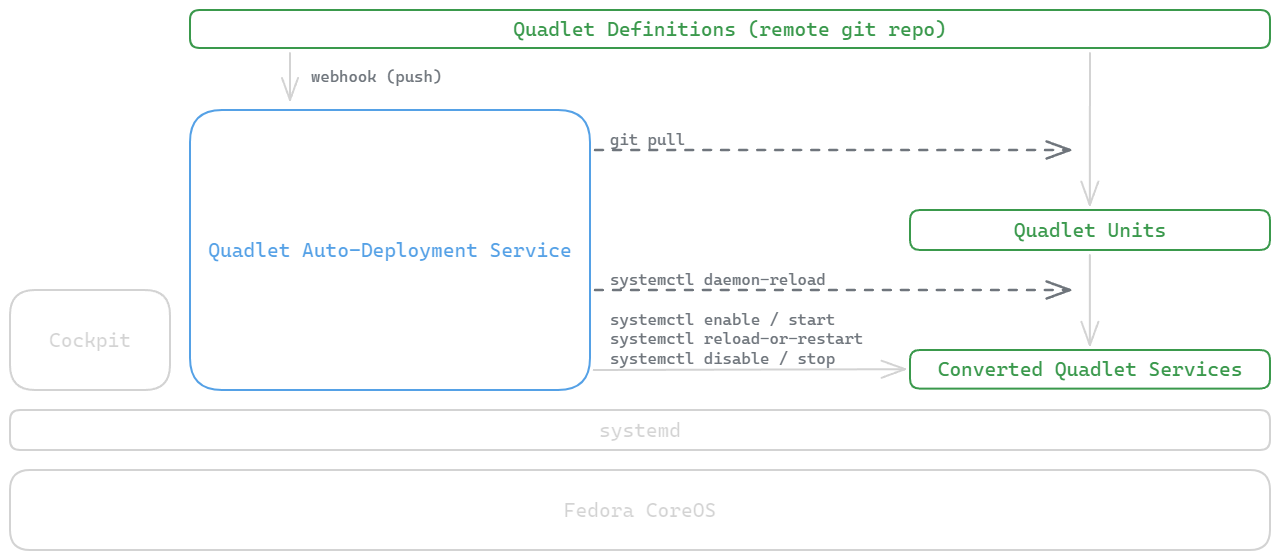 Quadlet Definitions (remote git repo)
webhook (push)
git pull
Quadlet Units
Quadlet Auto-Deployment Service
systemctl daemon-reload
systemctl enable / start
systemctl reload-or-restart
systemctl disable / stop
Cockpit
Converted Quadlet Services
systemd
Fedora CoreOS